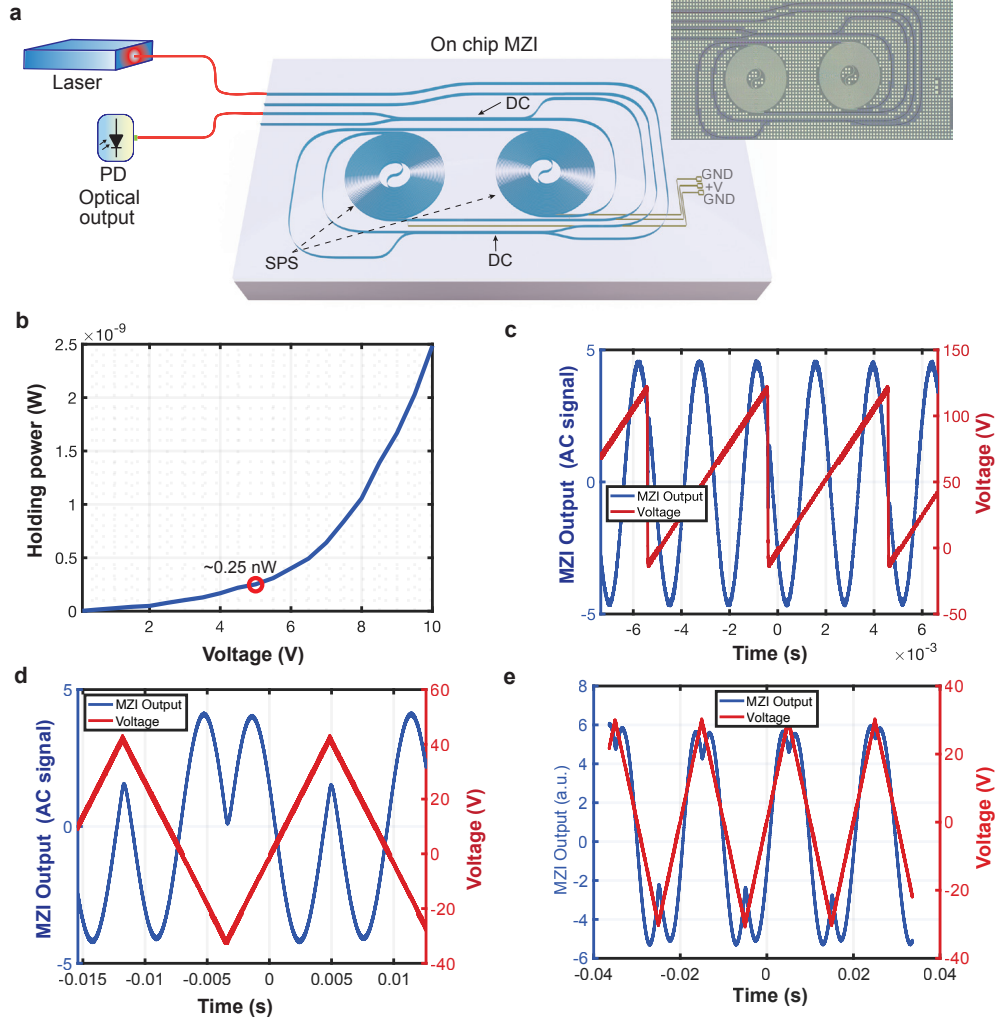 a
On chip MZI
Laser
DC
PD
Optical
output
GND
+V
GND
SPS
DC
b
×10⁻⁹
2.5
2
1.5
1
0.5
0
Holding power (W)
~0.25 nW
2
4
6
8
10
Voltage (V)
c
5
0
-5
MZI Output (AC signal)
150
100
50
0
-50
Voltage (V)
MZI Output
Voltage
-6
-4
-2
0
2
4
6
Time (s)
×10⁻³
d
5
0
-5
MZI Output (AC signal)
60
40
20
0
-20
-40
Voltage (V)
MZI Output
Voltage
-0.015
-0.01
-0.005
0
0.005
0.01
Time (s)
e
8
6
4
2
0
-2
-4
-6
MZI Output (a.u.)
40
20
0
-20
-40
Voltage (V)
MZI Output
Voltage
-0.04
-0.02
0
0.02
0.04
Time (s)